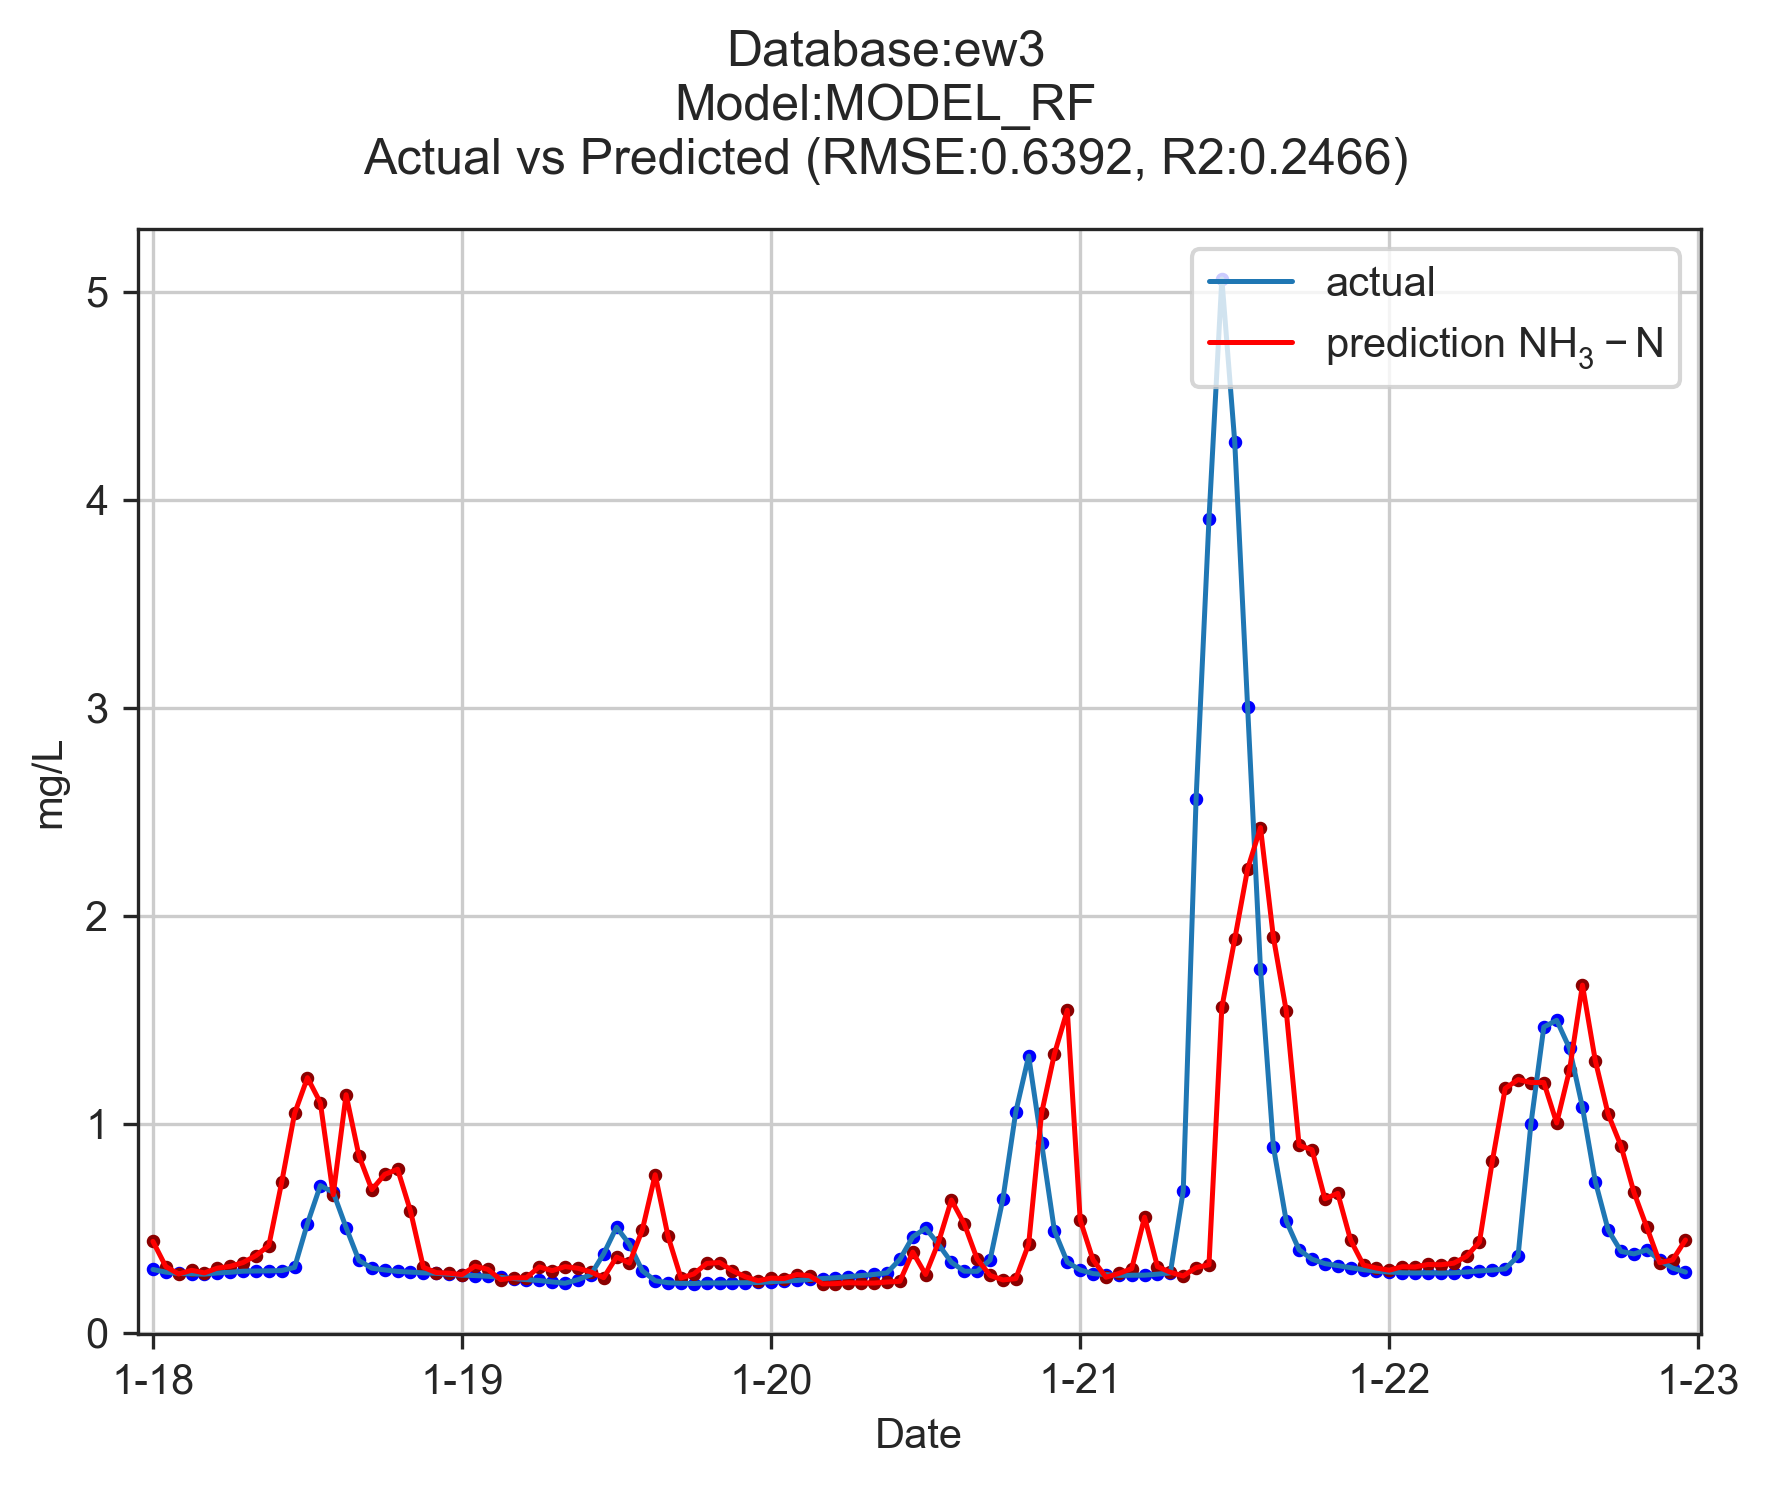 Database:ew3
Model:MODEL_RF
Actual vs Predicted (RMSE:0.6392, R2:0.2466)
actual
prediction NH₃ − N
5
4
3
2
1
0
mg/L
1-18 1-19 1-20 1-21 1-22 1-23
Date